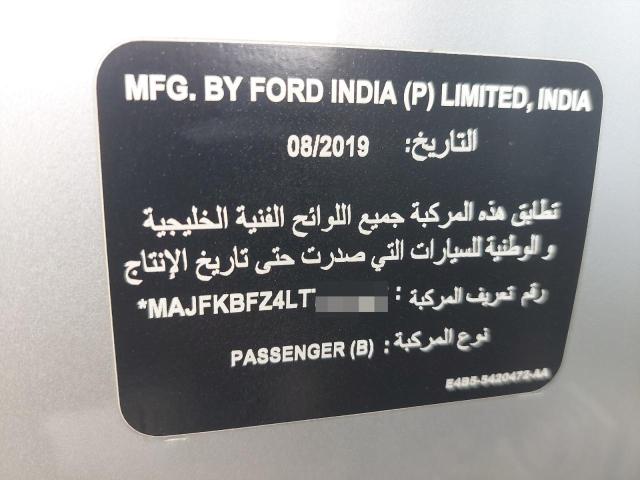 MFG. BY FORD INDIA (P) LIMITED, INDIA
التاريخ: 08/2019
تطابق هذه المركبة جميع اللوائح الفنية الخليجية
و الوطنية للسيارات التي صدرت حتى تاريخ الإنتاج
رقم تعريف المركبة : *MAJFKBFZ4LT
نوع المركبة : PASSENGER (B)
E4B5-5420472-AA